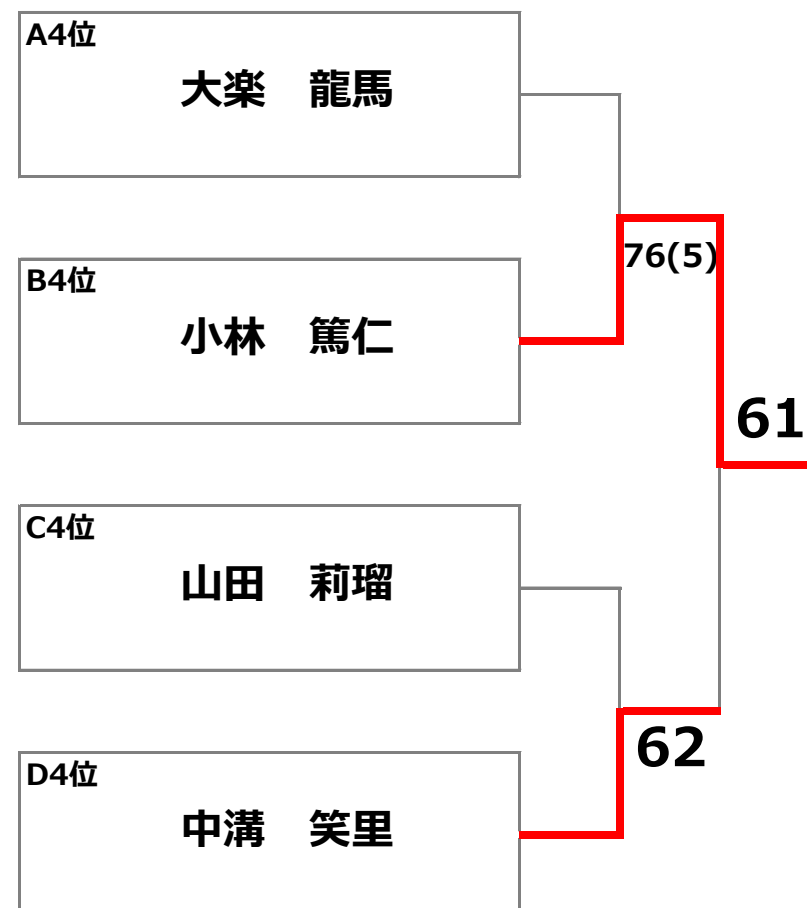 A4位
大楽　龍馬
B4位
小林　篤仁
76(5)
61
C4位
山田　莉瑠
62
D4位
中溝　笑里